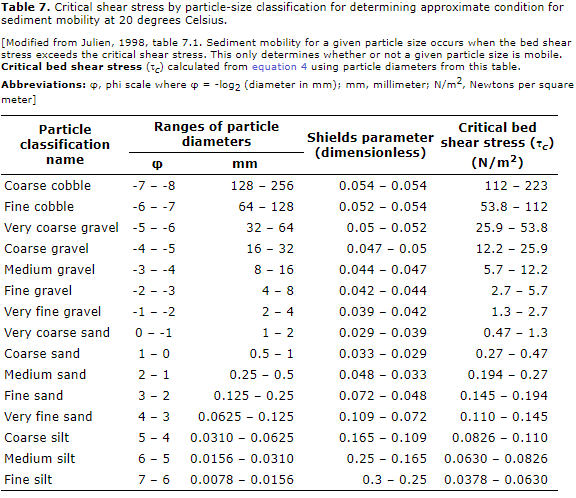 Table 7. Critical shear stress by particle-size classification for determining approximate condition for
sediment mobility at 20 degrees Celsius.
[Modified from Julien, 1998, table 7.1. Sediment mobility for a given particle size occurs when the bed shear
stress exceeds the critical shear stress. This only determines whether or not a given particle size is mobile.
Critical bed shear stress (τc) calculated from equation 4 using particle diameters from this table.
Abbreviations: φ, phi scale where φ = -log2 (diameter in mm); mm, millimeter; N/m2, Newtons per square
meter]
Particle classification name Ranges of particle diameters Shields parameter (dimensionless) Critical bed shear stress (τc) (N/m2)
φ mm
Coarse cobble -7 – -8 128 – 256 0.054 – 0.054 112 – 223
Fine cobble -6 – -7 64 – 128 0.052 – 0.054 53.8 – 112
Very coarse gravel -5 – -6 32 – 64 0.05 – 0.052 25.9 – 53.8
Coarse gravel -4 – -5 16 – 32 0.047 – 0.05 12.2 – 25.9
Medium gravel -3 – -4 8 – 16 0.044 – 0.047 5.7 – 12.2
Fine gravel -2 – -3 4 – 8 0.042 – 0.044 2.7 – 5.7
Very fine gravel -1 – -2 2 – 4 0.039 – 0.042 1.3 – 2.7
Very coarse sand 0 – -1 1 – 2 0.029 – 0.039 0.47 – 1.3
Coarse sand 1 – 0 0.5 – 1 0.033 – 0.029 0.27 – 0.47
Medium sand 2 – 1 0.25 – 0.5 0.048 – 0.033 0.194 – 0.27
Fine sand 3 – 2 0.125 – 0.25 0.072 – 0.048 0.145 – 0.194
Very fine sand 4 – 3 0.0625 – 0.125 0.109 – 0.072 0.110 – 0.145
Coarse silt 5 – 4 0.0310 – 0.0625 0.165 – 0.109 0.0826 – 0.110
Medium silt 6 – 5 0.0156 – 0.0310 0.25 – 0.165 0.0630 – 0.0826
Fine silt 7 – 6 0.0078 – 0.0156 0.3 – 0.25 0.0378 – 0.0630